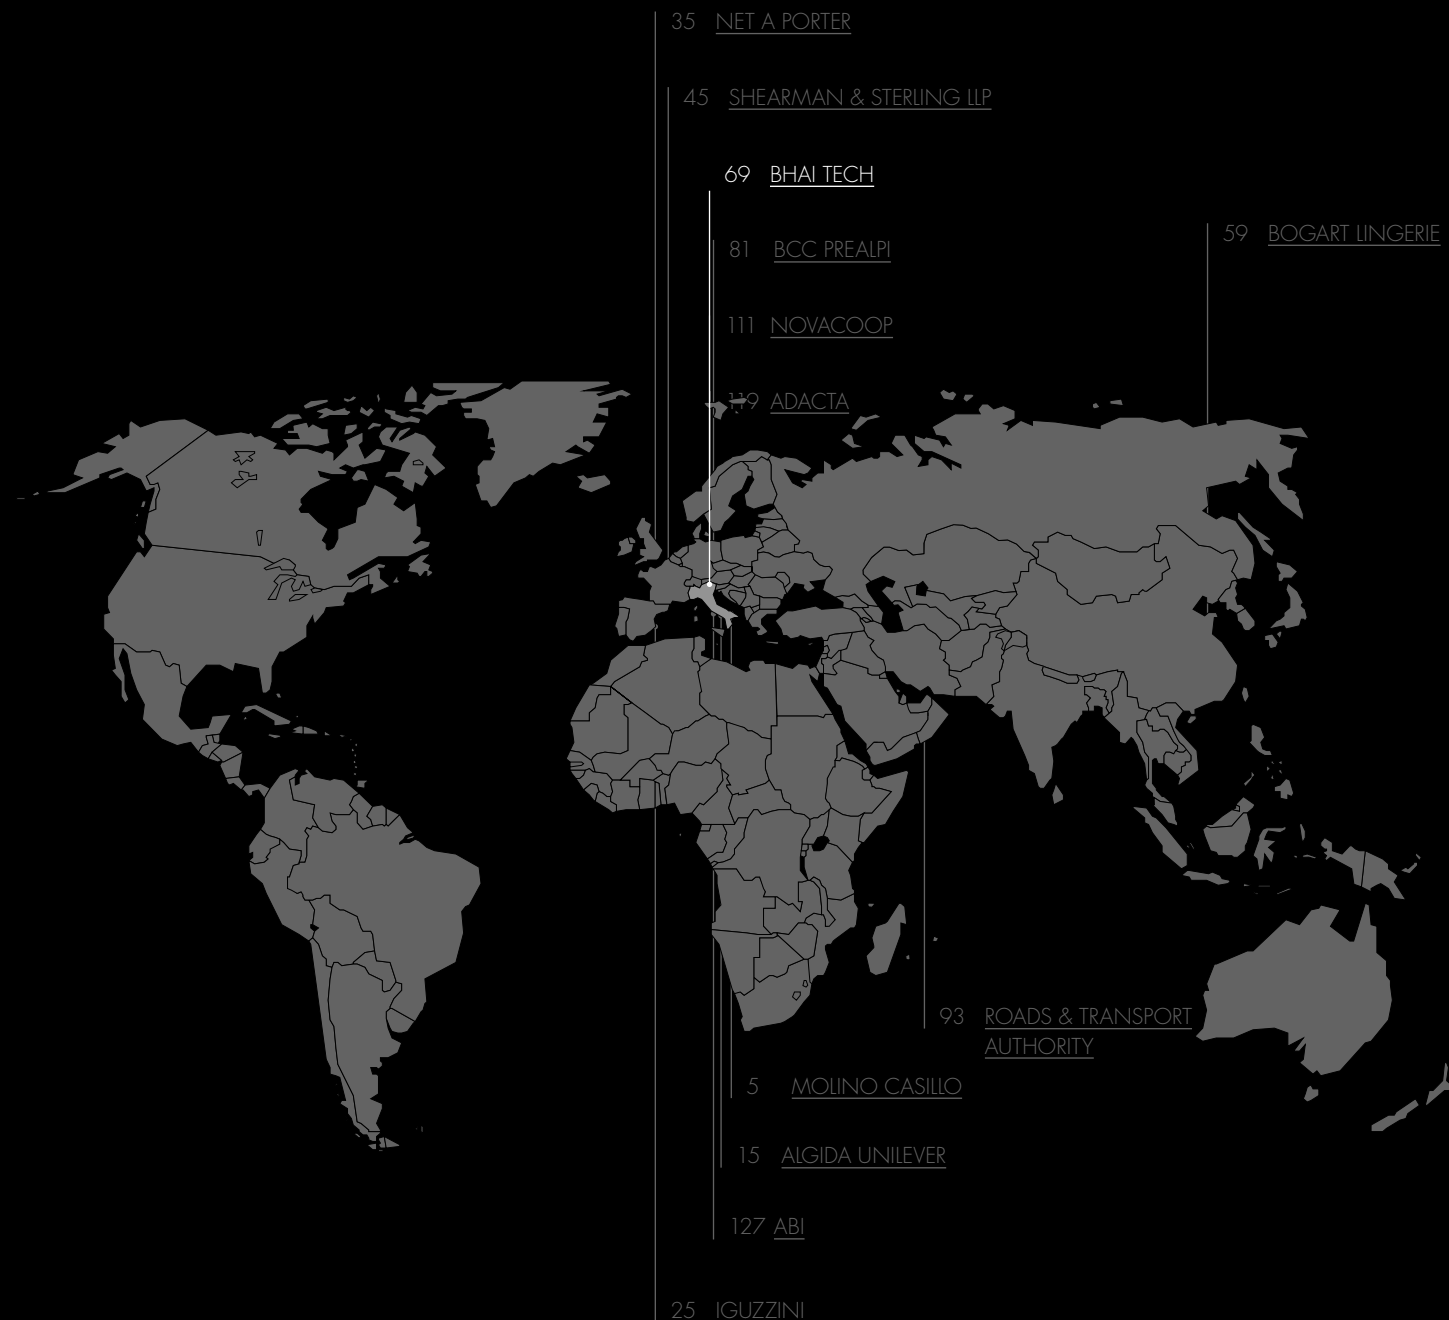 35 NET A PORTER
45 SHEARMAN & STERLING LLP
69 BHAI TECH
59 BOGART LINGERIE
81 BCC PREALPI
111 NOVACOOP
119 ADACTA
93 ROADS & TRANSPORT
AUTHORITY
5 MOLINO CASILLO
15 ALGIDA UNILEVER
127 ABI
25 IGUZZINI